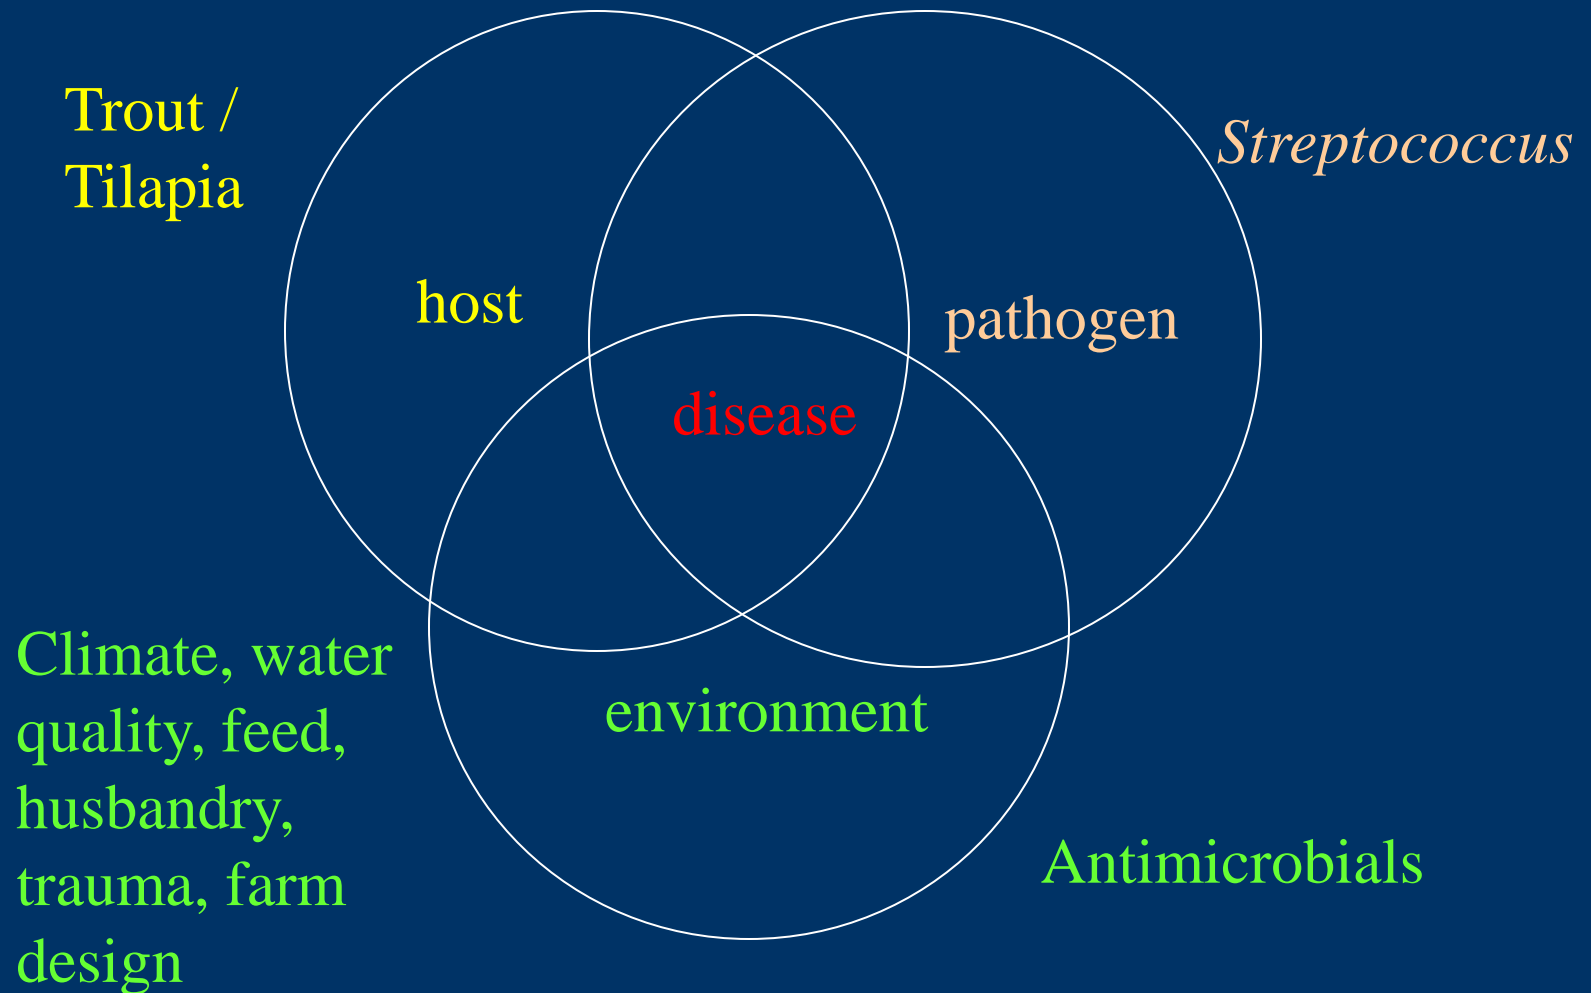 Trout /
Tilapia
Streptococcus
host
pathogen
disease
Climate, water
quality, feed,
husbandry,
trauma, farm
design
environment
Antimicrobials